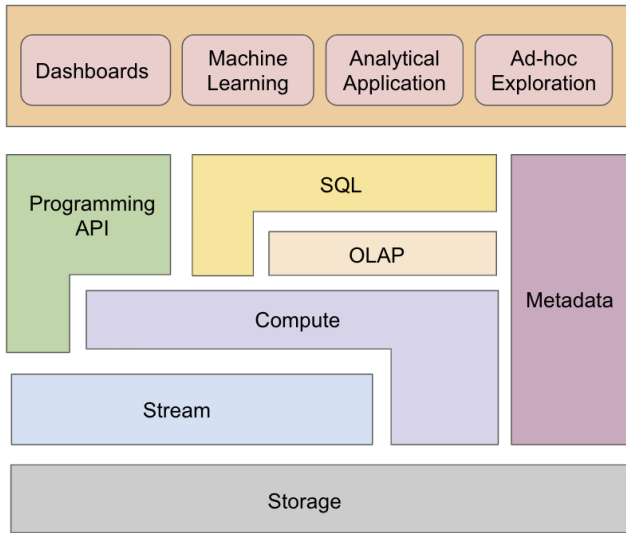 Dashboards
Machine
Learning
Analytical
Application
Ad-hoc
Exploration
Programming
API
SQL
OLAP
Metadata
Compute
Stream
Storage